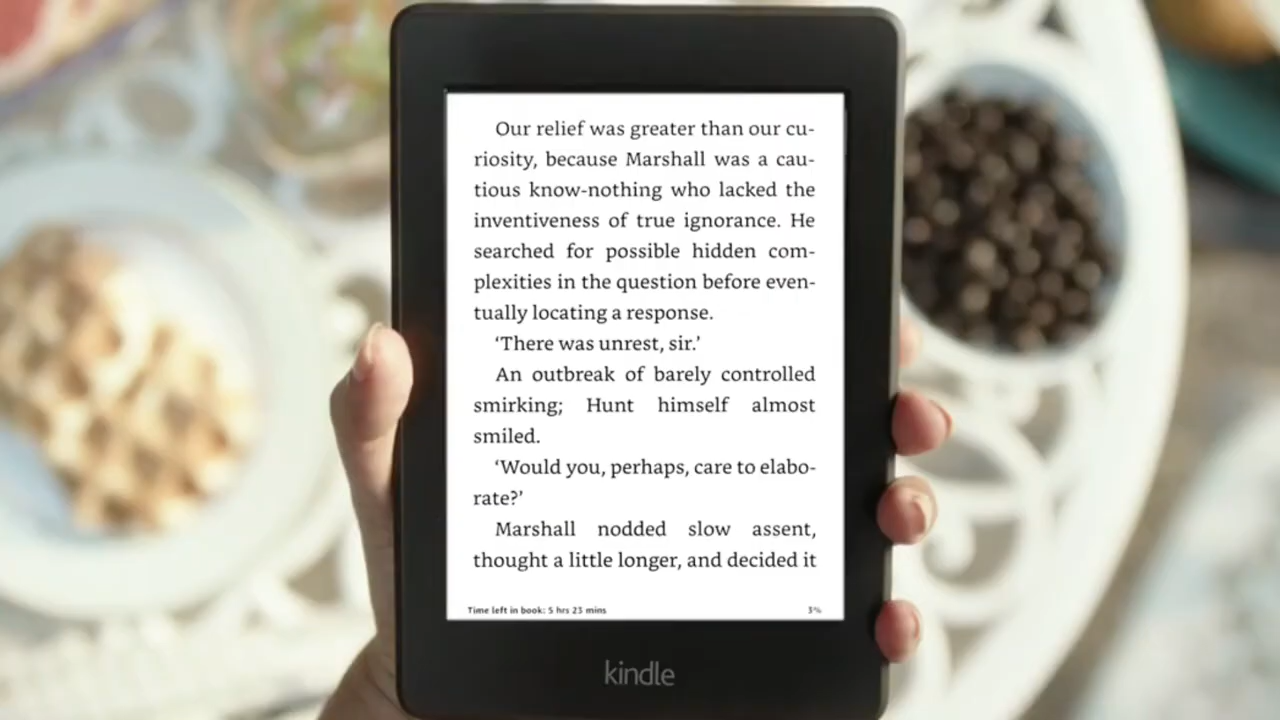 Our relief was greater than our cu-
riosity, because Marshall was a cau-
tious know-nothing who lacked the
inventiveness of true ignorance. He
searched for possible hidden com-
plexities in the question before even-
tually locating a response.
‘There was unrest, sir.’
An outbreak of barely controlled
smirking; Hunt himself almost
smiled.
‘Would you, perhaps, care to elabo-
rate?’
Marshall nodded slow assent,
thought a little longer, and decided it
Time left in book: 5 hrs 23 mins 3%
kindle